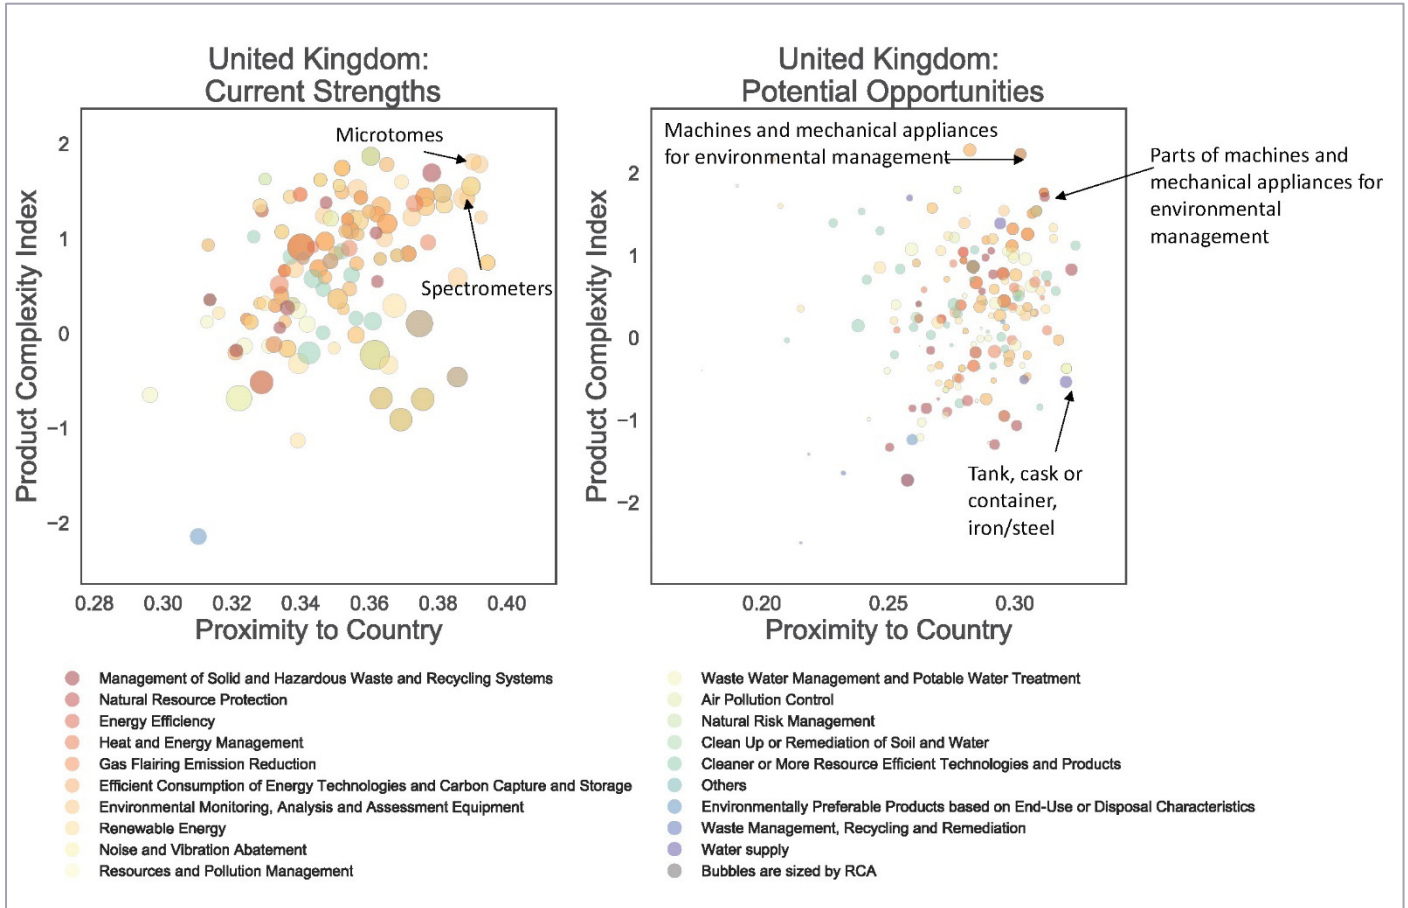 United Kingdom:
Current Strengths
Product Complexity Index
2
1
0
−1
−2
Microtomes
Spectrometers
0.28 0.30 0.32 0.34 0.36 0.38 0.40
Proximity to Country
United Kingdom:
Potential Opportunities
Product Complexity Index
2
1
0
−1
−2
Machines and mechanical appliances
for environmental management
Parts of machines and
mechanical appliances for
environmental
management
Tank, cask or
container,
iron/steel
0.20 0.25 0.30
Proximity to Country
Management of Solid and Hazardous Waste and Recycling Systems
Natural Resource Protection
Energy Efficiency
Heat and Energy Management
Gas Flairing Emission Reduction
Efficient Consumption of Energy Technologies and Carbon Capture and Storage
Environmental Monitoring, Analysis and Assessment Equipment
Renewable Energy
Noise and Vibration Abatement
Resources and Pollution Management
Waste Water Management and Potable Water Treatment
Air Pollution Control
Natural Risk Management
Clean Up or Remediation of Soil and Water
Cleaner or More Resource Efficient Technologies and Products
Others
Environmentally Preferable Products based on End-Use or Disposal Characteristics
Waste Management, Recycling and Remediation
Water supply
Bubbles are sized by RCA